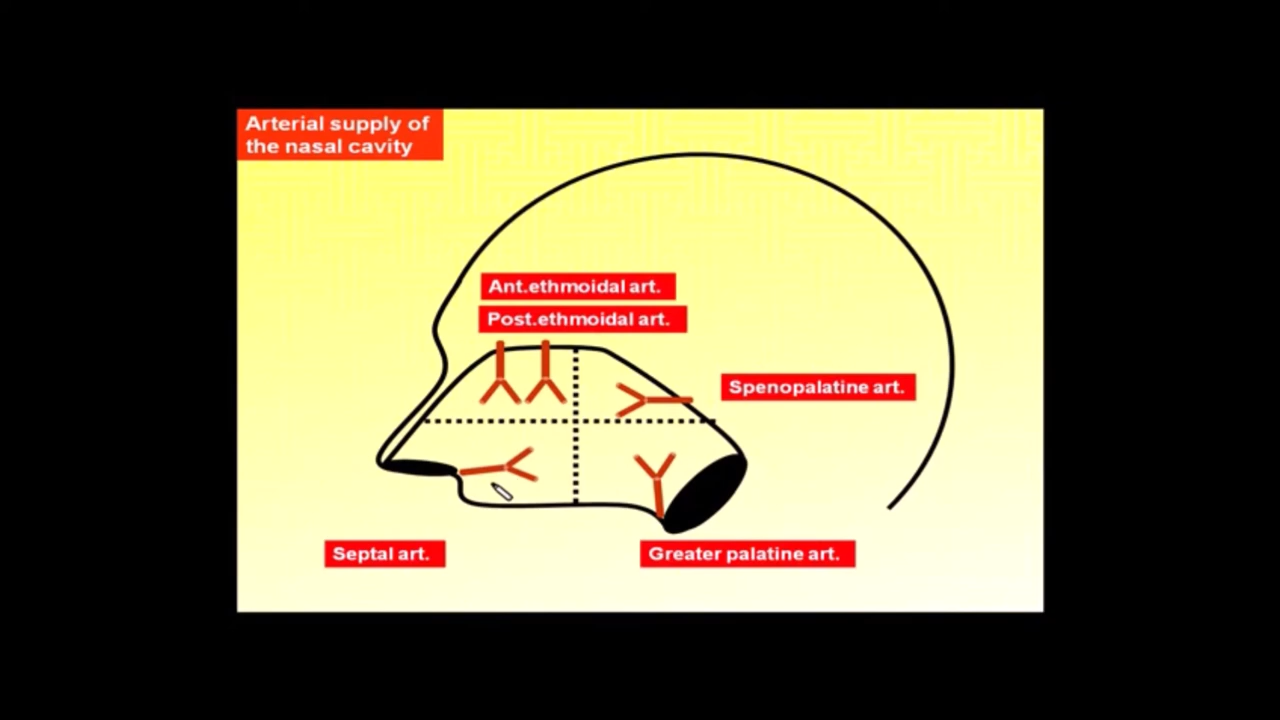 Arterial supply of
the nasal cavity
Ant.ethmoidal art.
Post.ethmoidal art.
Spenopalatine art.
Septal art.
Greater palatine art.